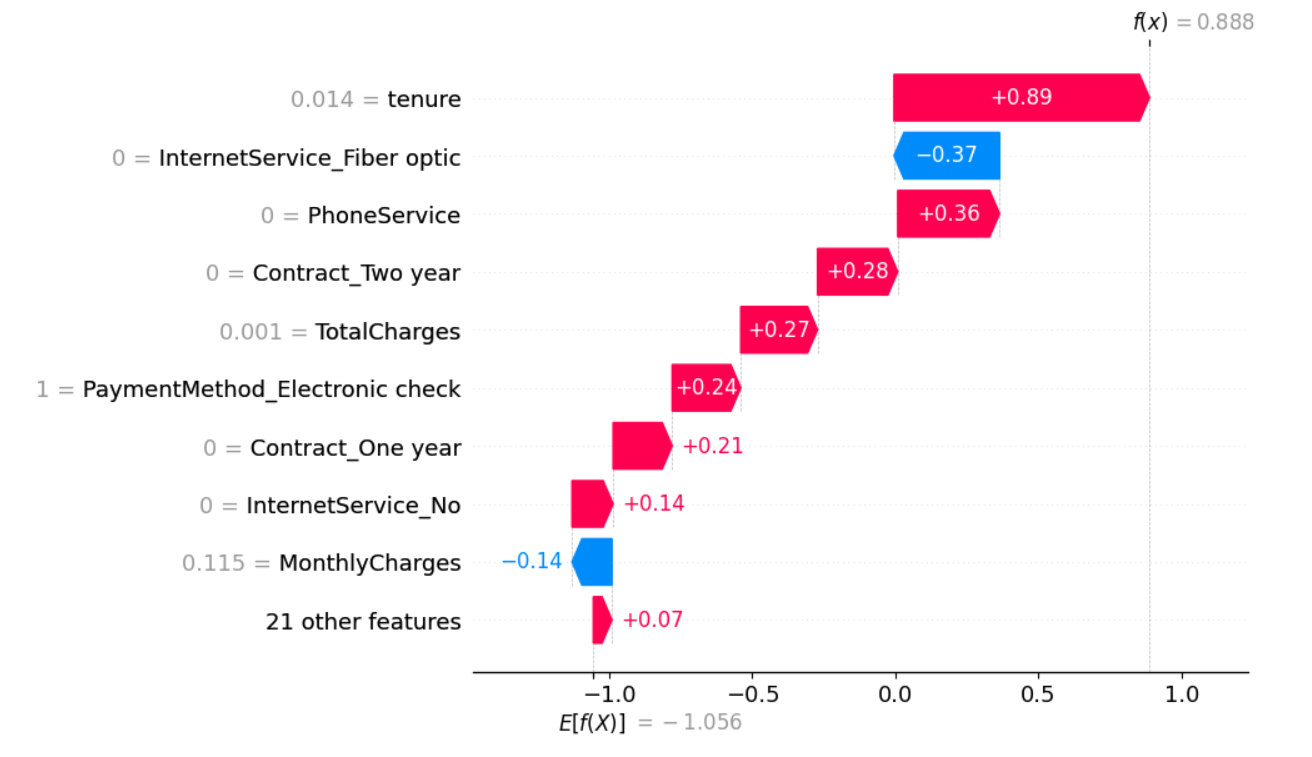 f(x) = 0.888
0.014 = tenure
+0.89
0 = InternetService_Fiber optic
−0.37
0 = PhoneService
+0.36
0 = Contract_Two year
+0.28
0.001 = TotalCharges
+0.27
1 = PaymentMethod_Electronic check
+0.24
0 = Contract_One year
+0.21
0 = InternetService_No
+0.14
0.115 = MonthlyCharges
−0.14
21 other features
+0.07
−1.0 −0.5 0.0 0.5 1.0
E[f(X)] = −1.056